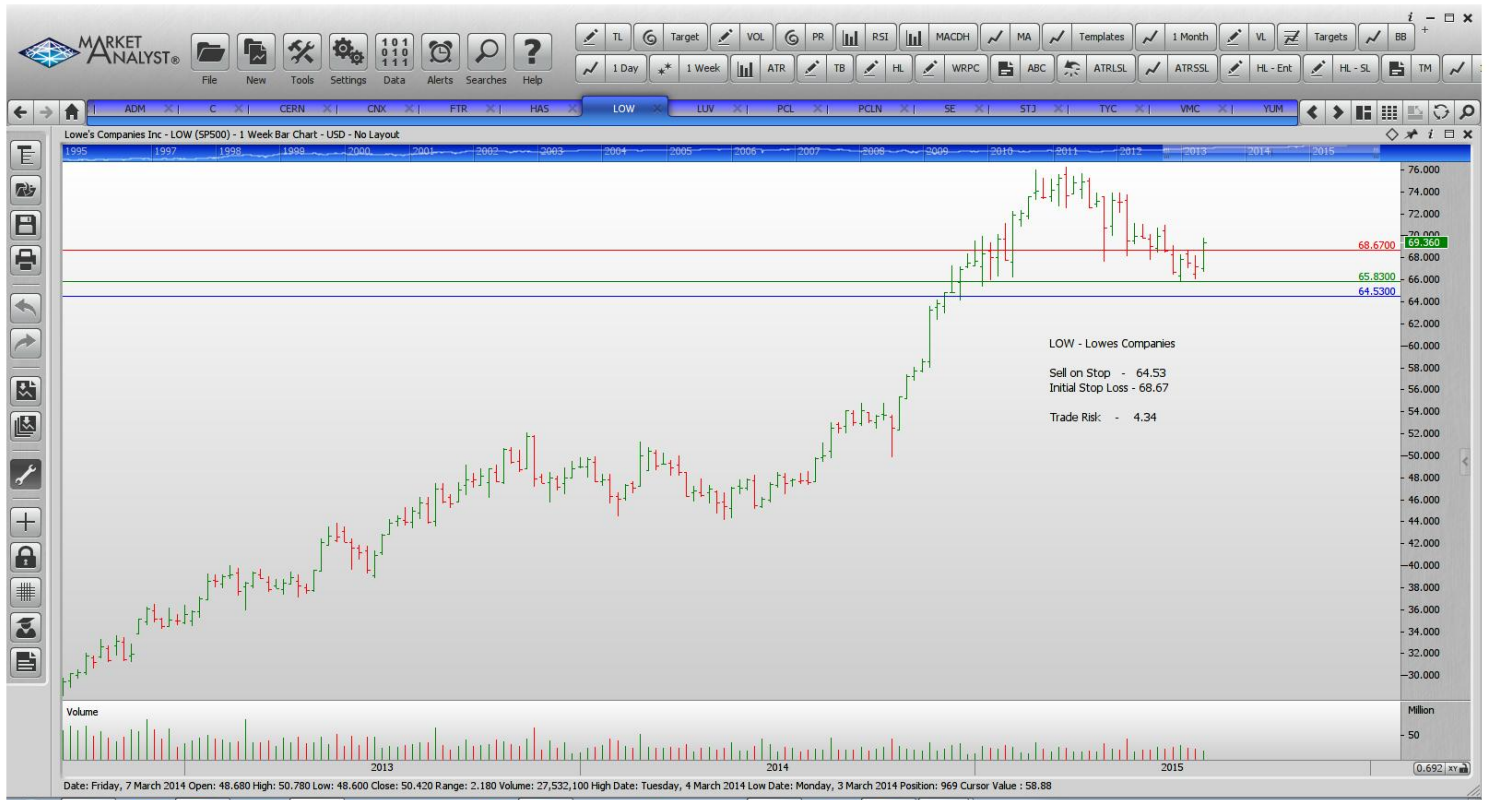 MARKET
ANALYST®
File New Tools Settings Data Alerts Searches Help
TL Target VOL PR RSI MACDH MA Templates 1 Month VL Targets BB
1 Day 1 Week ATR TB HL WRPC ABC ATRLSL ATRSSL HL - Ent HL - SL TM
ADM C CERN CNX FTR HAS LOW LUV PCL PCLN SE STJ TYC VMC YUM
Lowe's Companies Inc - LOW (SP500) - 1 Week Bar Chart - USD - No Layout
1995 1997 1998 1999 2000 2001 2002 2003 2004 2005 2006 2007 2008 2009 2010 2011 2012 2013 2014 2015
76.000
74.000
72.000
70.000
69.360
68.6700
68.000
65.8300
66.000
64.5300
64.000
62.000
60.000
58.000
56.000
54.000
52.000
50.000
48.000
46.000
44.000
42.000
40.000
38.000
36.000
34.000
32.000
30.000
LOW - Lowes Companies
Sell on Stop - 64.53
Initial Stop Loss - 68.67
Trade Risk - 4.34
Volume
Million
50
2013 2014 2015
0.692 XY
Date: Friday, 7 March 2014 Open: 48.680 High: 50.780 Low: 48.600 Close: 50.420 Range: 2.180 Volume: 27,532,100 High Date: Tuesday, 4 March 2014 Low Date: Monday, 3 March 2014 Position: 969 Cursor Value : 58.88